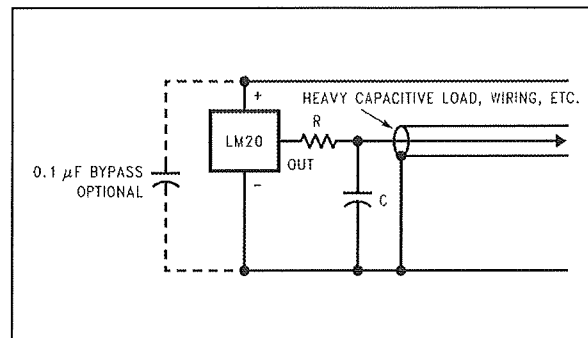 HEAVY CAPACITIVE LOAD, WIRING, ETC.
+
R
LM20
OUT
0.1 μF BYPASS
OPTIONAL
−
C